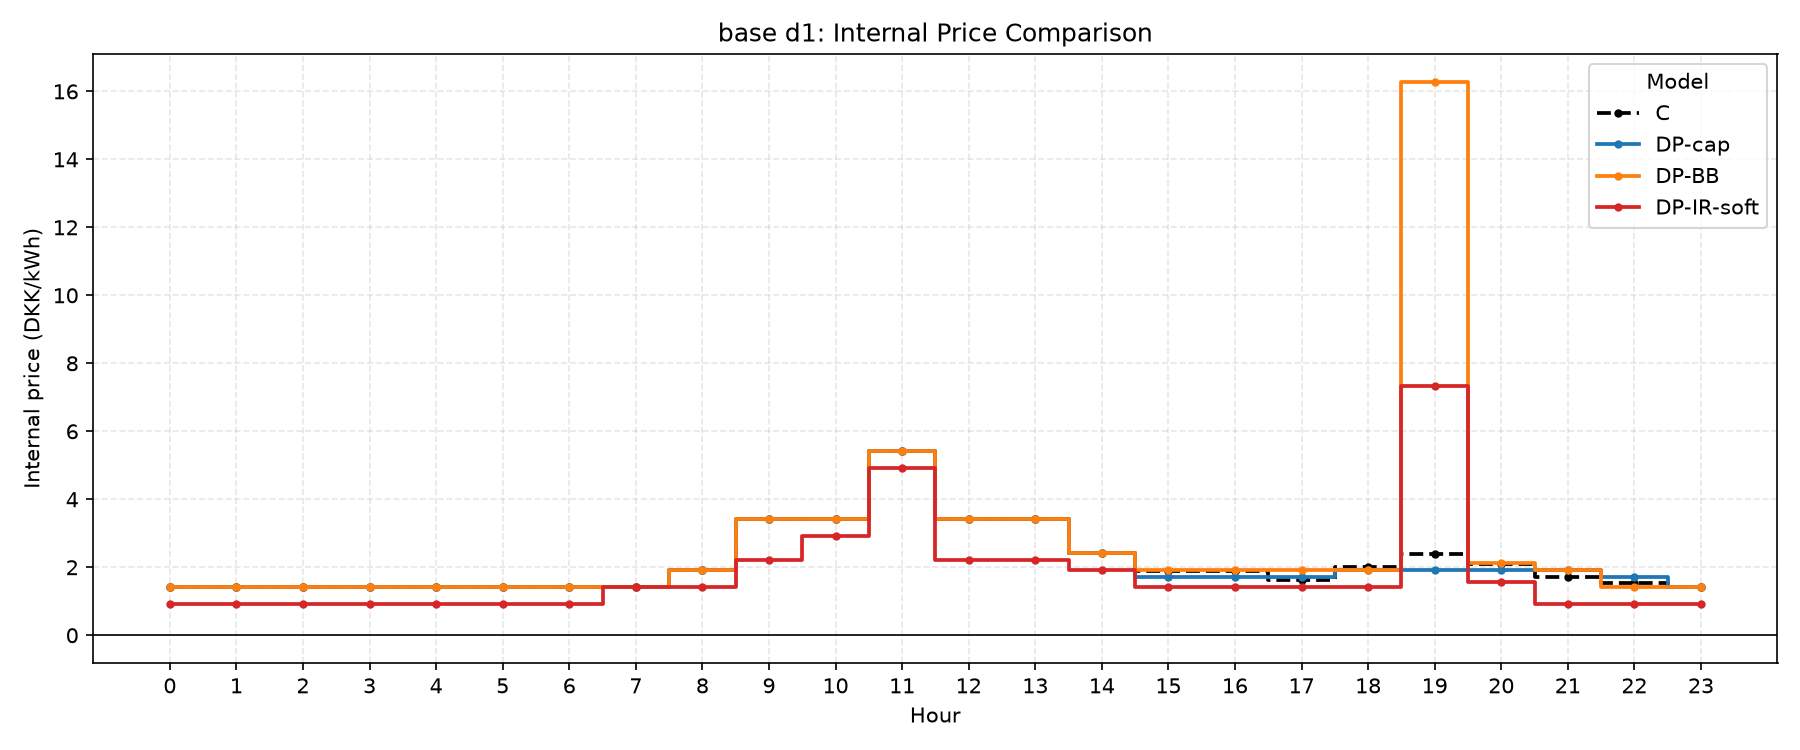 base d1: Internal Price Comparison
Internal price (DKK/kWh)
16
14
12
10
8
6
4
2
0
Model
C
DP-cap
DP-BB
DP-IR-soft
0 1 2 3 4 5 6 7 8 9 10 11 12 13 14 15 16 17 18 19 20 21 22 23
Hour